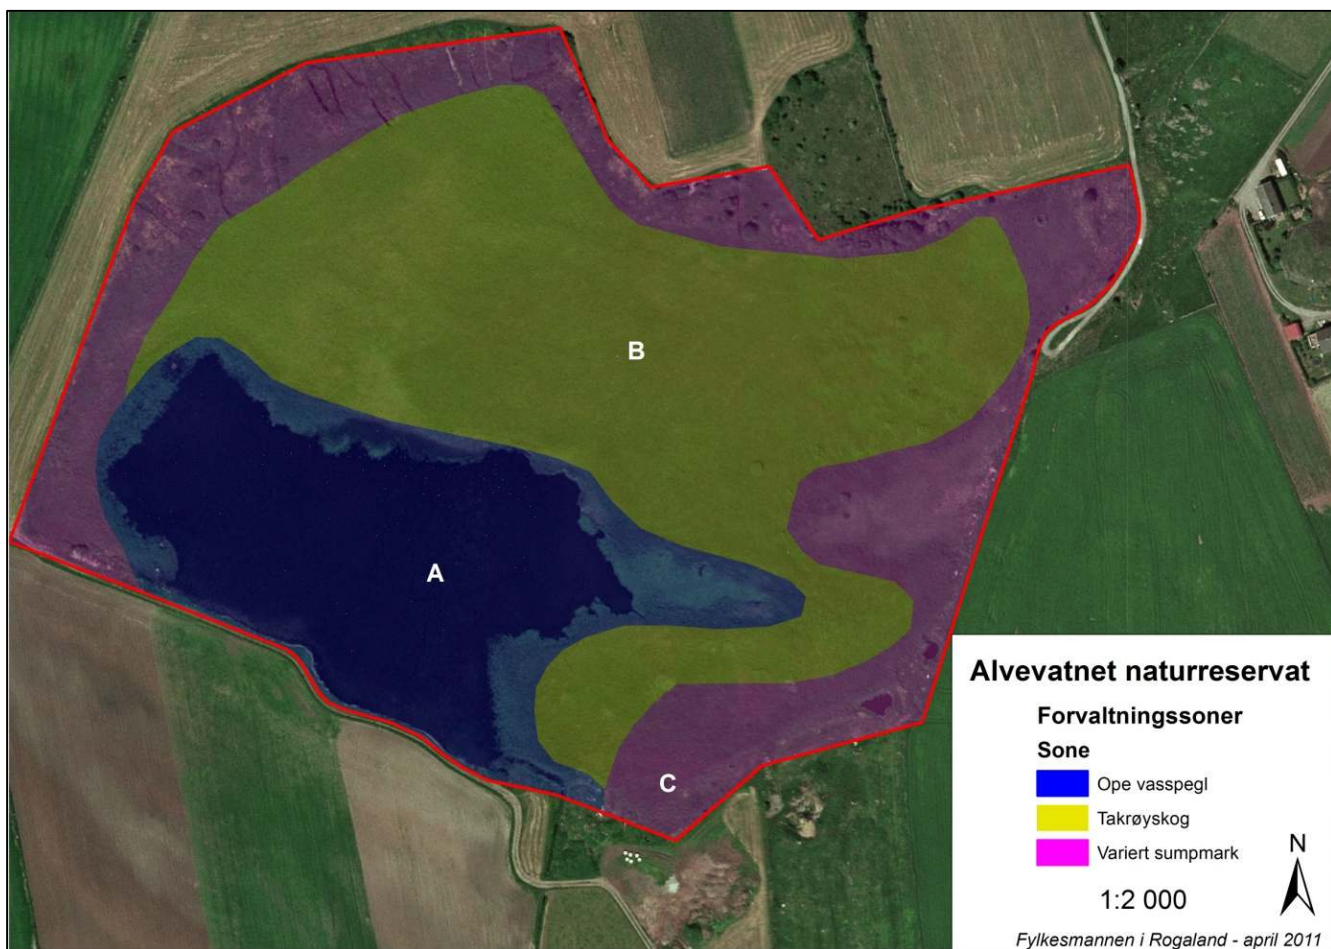 B
A
C
Alvevatnet naturreservat
Forvaltningssoner
Sone
Ope vasspegl
Takrøyskog
Variert sumpmark
N
1:2 000
Fylkesmannen i Rogaland - april 2011